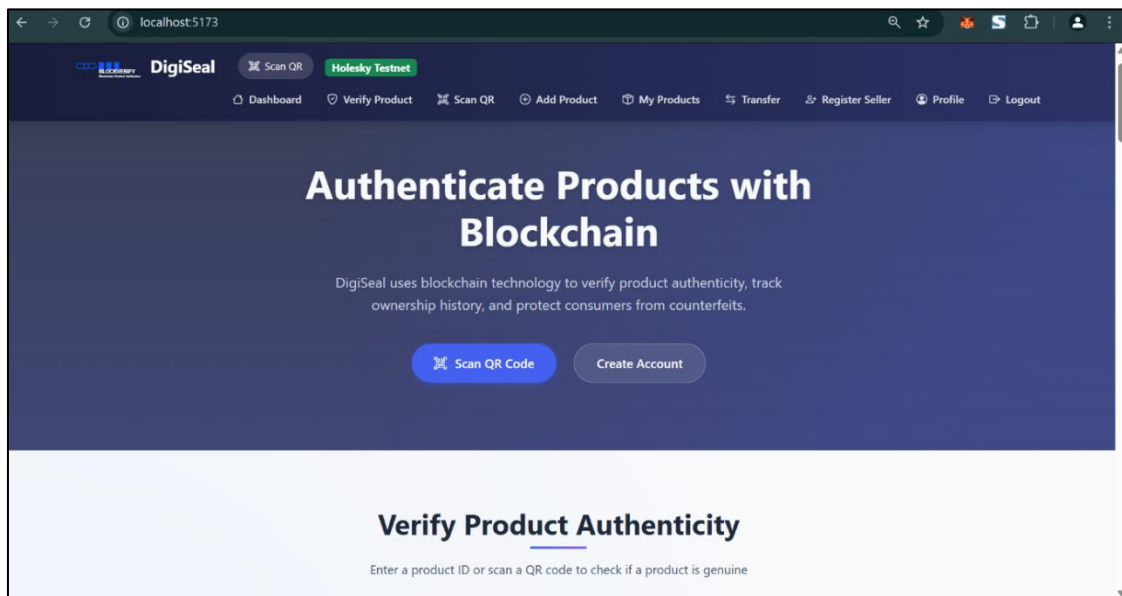 localhost:5173
BLOCKVERIFY
DigiSeal
Scan QR
Holesky Testnet
Dashboard
Verify Product
Scan QR
Add Product
My Products
Transfer
Register Seller
Profile
Logout
Authenticate Products with
Blockchain
DigiSeal uses blockchain technology to verify product authenticity, track
ownership history, and protect consumers from counterfeits.
Scan QR Code
Create Account
Verify Product Authenticity
Enter a product ID or scan a QR code to check if a product is genuine